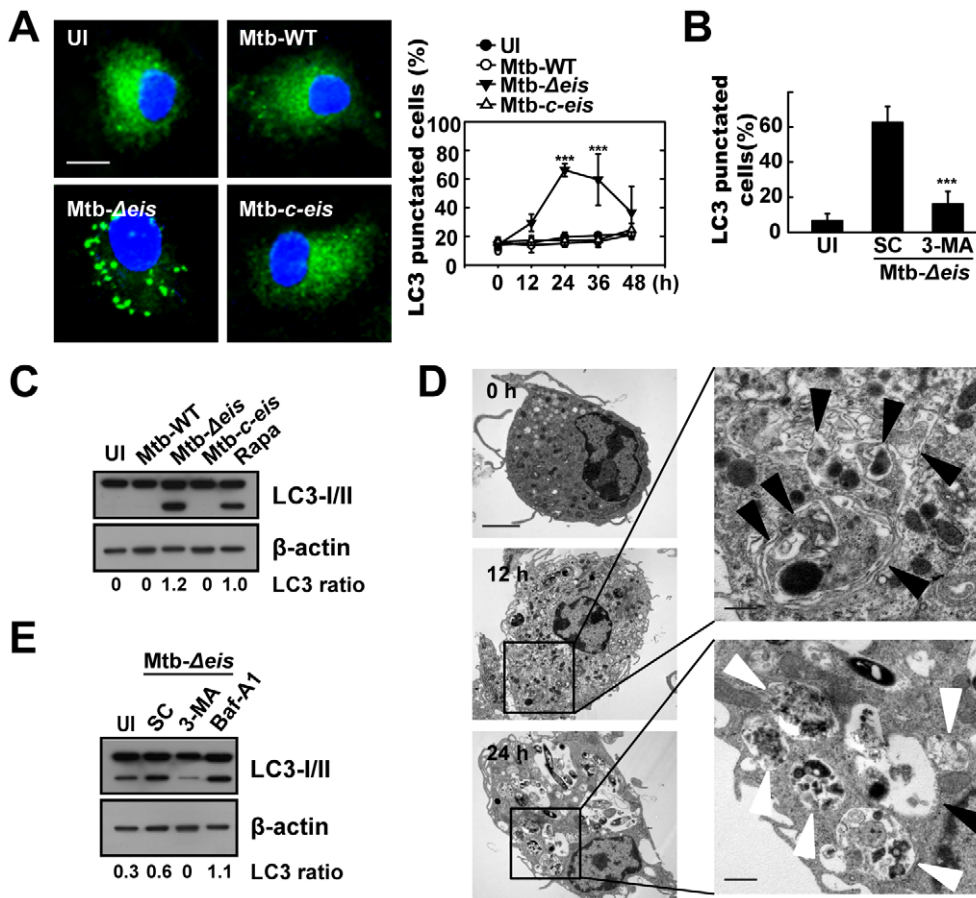 A
UI
Mtb-WT
Mtb-Δeis
Mtb-c-eis
LC3 punctated cells (%)
UI
Mtb-WT
Mtb-Δeis
Mtb-c-eis
100
80
60
40
20
0
*** ***
0 12 24 36 48 (h)
B
LC3 punctated
cells(%)
60
20
0
***
UI SC 3-MA
Mtb-Δeis
C
UI Mtb-WT Mtb-Δeis Mtb-c-eis Rapa
LC3-I/II
β-actin
0 0 1.2 0 1.0 LC3 ratio
D
0 h
12 h
24 h
E
Mtb-Δeis
UI SC 3-MA Baf-A1
LC3-I/II
β-actin
0.3 0.6 0 1.1 LC3 ratio